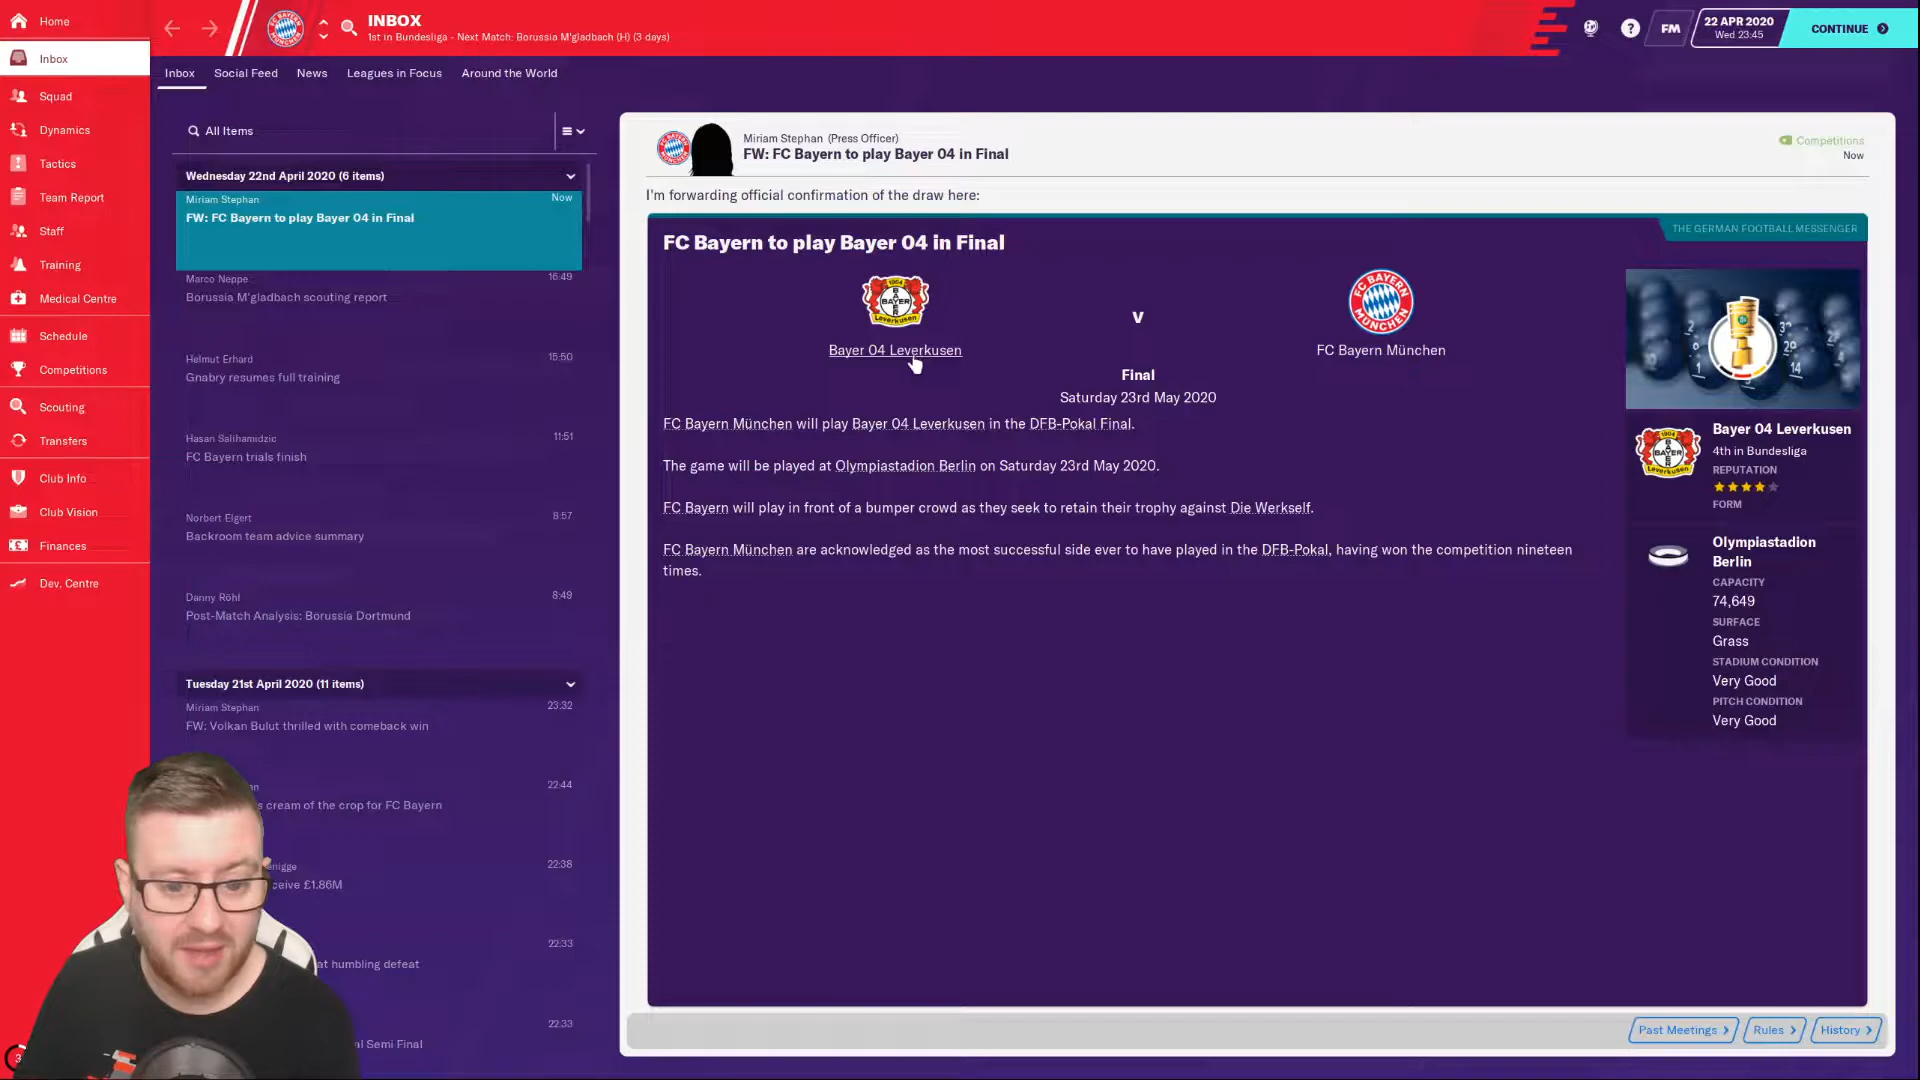 Home
INBOX
1st in Bundesliga - Next Match: Borussia M'gladbach (H) (3 days)
?
FM
22 APR 2020
Wed 23:45
CONTINUE
Inbox
Squad
Dynamics
Tactics
Team Report
Staff
Training
Medical Centre
Schedule
Competitions
Scouting
Transfers
Club Info
Club Vision
Finances
Dev. Centre
Inbox Social Feed News Leagues in Focus Around the World
All Items
Wednesday 22nd April 2020 (6 items)
Miriam Stephan Now
FW: FC Bayern to play Bayer 04 in Final
Marco Neppe 16:49
Borussia M'gladbach scouting report
Helmut Erhard 15:50
Gnabry resumes full training
Hasan Salihamidzic 11:51
FC Bayern trials finish
Norbert Elgert 8:57
Backroom team advice summary
Danny Röhl 8:49
Post-Match Analysis: Borussia Dortmund
Tuesday 21st April 2020 (11 items)
Miriam Stephan 23:32
FW: Volkan Bulut thrilled with comeback win
22:44
cream of the crop for FC Bayern
22:38
£1.86M
22:33
at humbling defeat
22:33
Semi Final
Miriam Stephan (Press Officer)
FW: FC Bayern to play Bayer 04 in Final
Competitions
Now
I'm forwarding official confirmation of the draw here:
THE GERMAN FOOTBALL MESSENGER
FC Bayern to play Bayer 04 in Final
v
Bayer 04 Leverkusen
FC Bayern München
Final
Saturday 23rd May 2020
FC Bayern München will play Bayer 04 Leverkusen in the DFB-Pokal Final.
The game will be played at Olympiastadion Berlin on Saturday 23rd May 2020.
FC Bayern will play in front of a bumper crowd as they seek to retain their trophy against Die Werkself.
FC Bayern München are acknowledged as the most successful side ever to have played in the DFB-Pokal, having won the competition nineteen
times.
Bayer 04 Leverkusen
4th in Bundesliga
REPUTATION
FORM
Olympiastadion
Berlin
CAPACITY
74,649
SURFACE
Grass
STADIUM CONDITION
Very Good
PITCH CONDITION
Very Good
Past Meetings
Rules
History